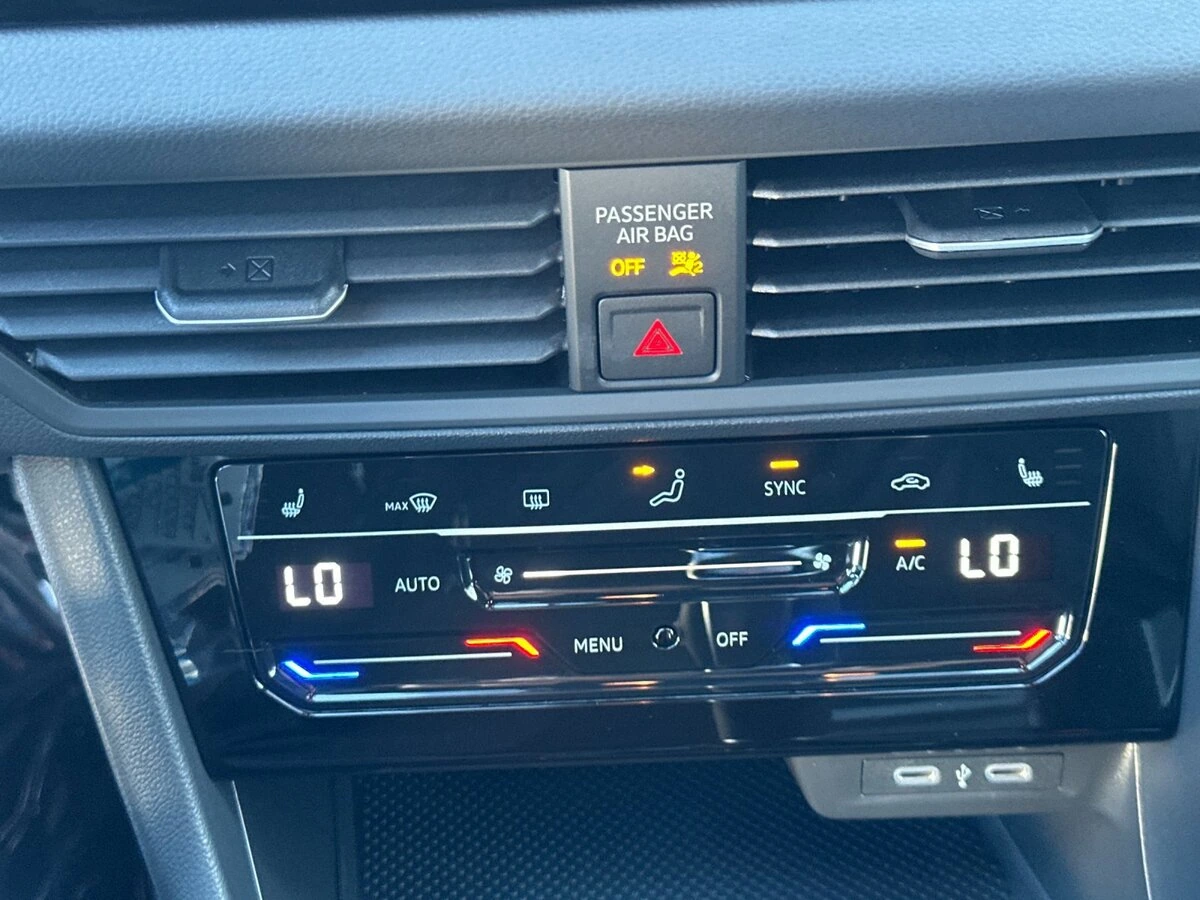 PASSENGER
AIR BAG
OFF
MAX
SYNC
LO
AUTO
A/C
LO
MENU
OFF